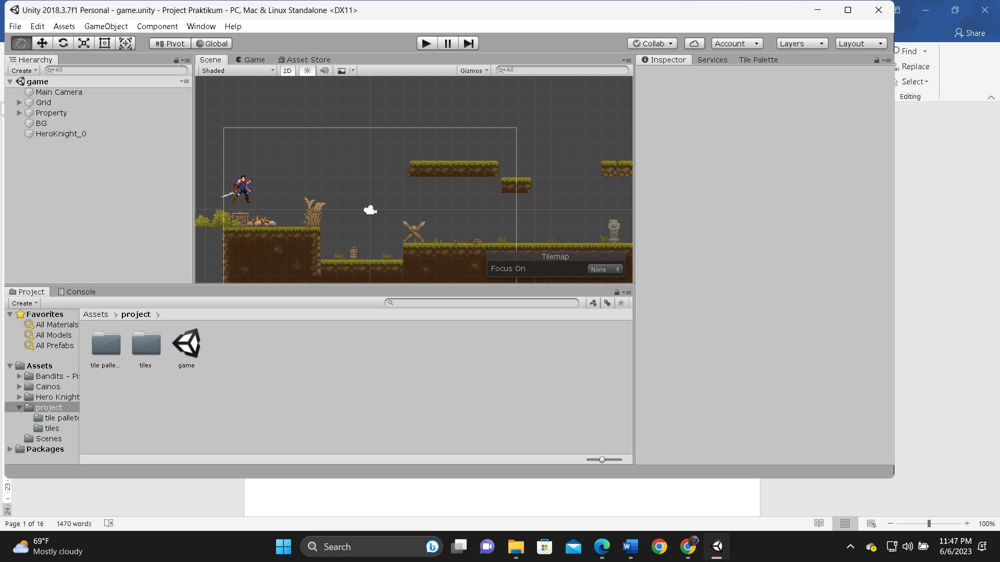 Unity 2018.3.7f1 Personal - game.unity - Project Praktikum - PC, Mac & Linux Standalone <DX11>
File Edit Assets GameObject Component Window Help
Share
Pivot Global Collab Account Layers Layout
Find
Hierarchy Scene Game Asset Store Inspector Services Tile Palette
Replace
Create All Shaded 2D Gizmos All
Select
game
Editing
Main Camera
Grid
Property
BG
HeroKnight_0
Tilemap
Focus On None
Project Console
Create
Favorites Assets project
All Materials
All Models
All Prefabs
tile palle... tiles game
Assets
Bandits - Pi
Cainos
Hero Knight
project
tile pallete
tiles
Scenes
Packages
23
24
Page 1 of 16 1470 words 100%
69°F
Mostly cloudy
Search
11:47 PM
6/6/2023